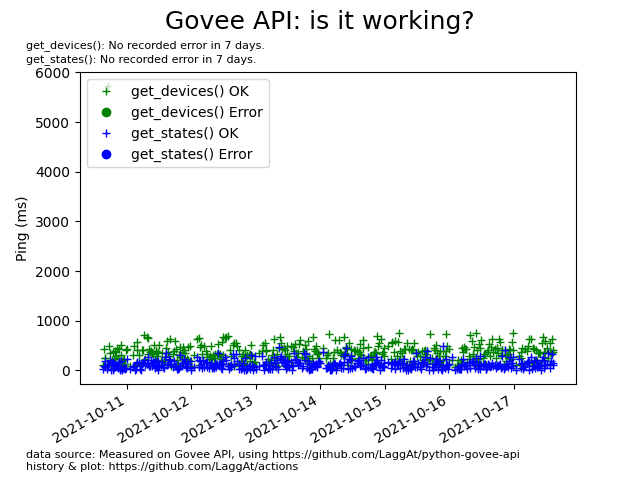 Govee API: is it working?
get_devices(): No recorded error in 7 days.
get_states(): No recorded error in 7 days.
6000
5000
4000
3000
2000
1000
0
Ping (ms)
get_devices() OK
get_devices() Error
get_states() OK
get_states() Error
2021-10-11
2021-10-12
2021-10-13
2021-10-14
2021-10-15
2021-10-16
2021-10-17
data source: Measured on Govee API, using https://github.com/LaggAt/python-govee-api
history & plot: https://github.com/LaggAt/actions